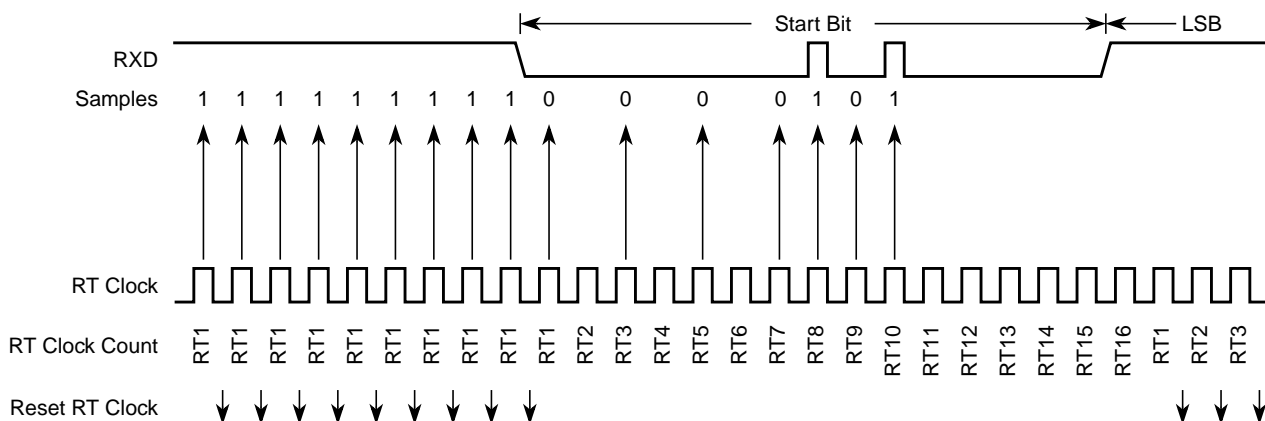 Start Bit LSB
RXD
Samples 1 1 1 1 1 1 1 1 1 0 0 0 0 1 0 1
RT Clock
RT Clock Count RT1 RT1 RT1 RT1 RT1 RT1 RT1 RT1 RT1 RT1 RT2 RT3 RT4 RT5 RT6 RT7 RT8 RT9 RT10 RT11 RT12 RT13 RT14 RT15 RT16 RT1 RT2 RT3
Reset RT Clock